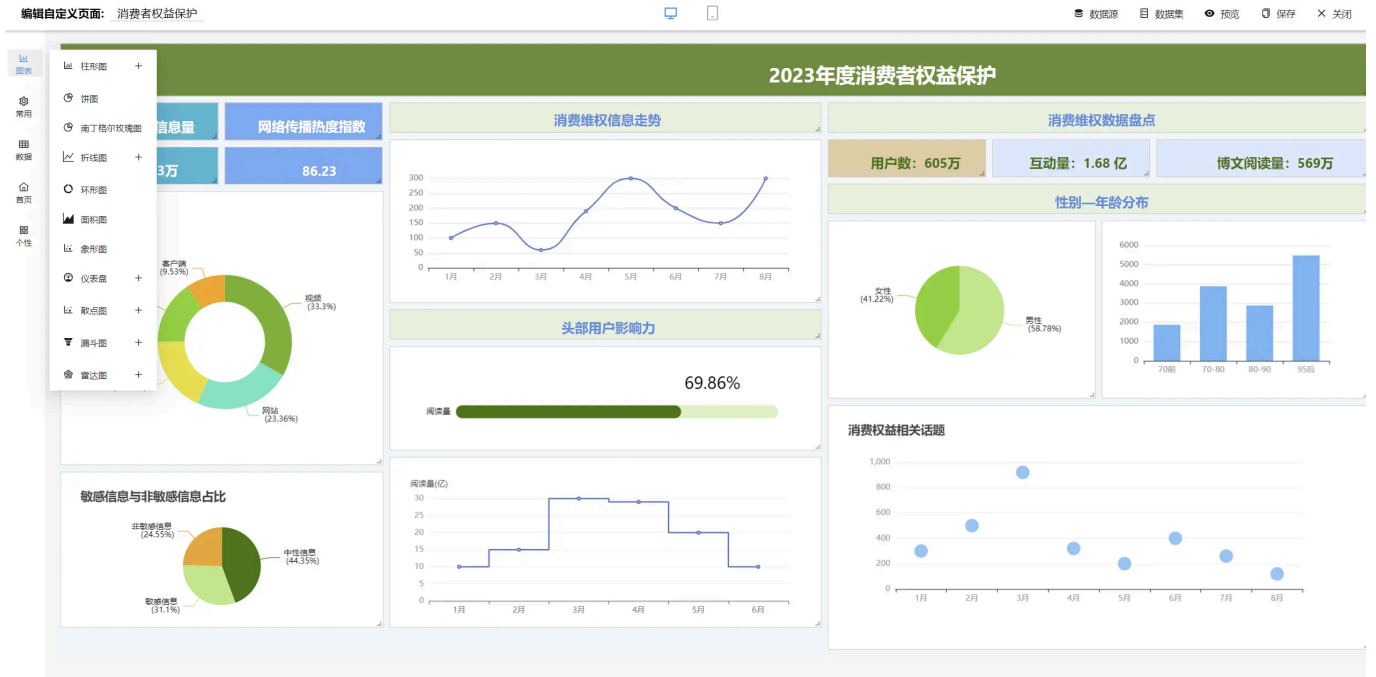 编辑自定义页面: 消费者权益保护 数据源 数据集 预览 保存 关闭
图表
常用
数据
首页
个性
柱形图 +
饼图
南丁格尔玫瑰图
折线图 +
环形图
面积图
象形图
仪表盘 +
散点图 +
漏斗图 +
雷达图 +
2023年度消费者权益保护
信息量
3万
网络传播热度指数
86.23
客户端
(9.53%)
视频
(33.3%)
网站
(23.36%)
敏感信息与非敏感信息占比
非敏感信息
(24.55%)
中性信息
(44.35%)
敏感信息
(31.1%)
消费维权信息走势
300
250
200
150
100
50
0
1月 2月 3月 4月 5月 6月 7月 8月
头部用户影响力
69.86%
阅读量
阅读量(亿)
30
25
20
15
10
5
0
1月 2月 3月 4月 5月 6月
消费维权数据盘点
用户数：605万 互动量：1.68 亿 博文阅读量：569万
性别—年龄分布
女性
(41.22%)
男性
(58.78%)
6000
5000
4000
3000
2000
1000
0
70前 70-80 80-90 95后
消费权益相关话题
1,000
800
600
400
200
0
1月 2月 3月 4月 5月 6月 7月 8月